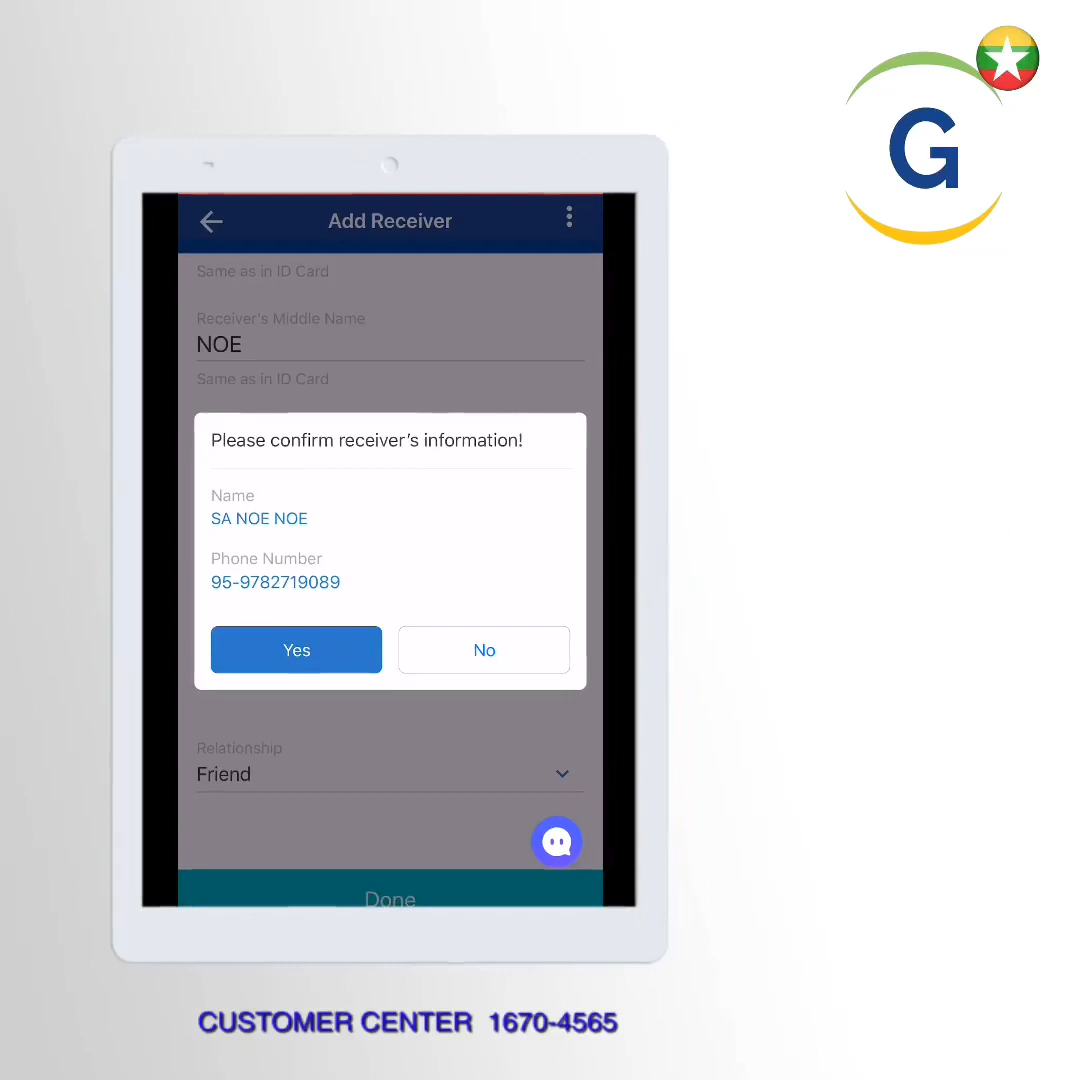 G
Add Receiver
Same as in ID Card
Receiver's Middle Name
NOE
Same as in ID Card
Please confirm receiver's information!
Name
SA NOE NOE
Phone Number
95-9782719089
Yes
No
Relationship
Friend
Done
CUSTOMER CENTER 1670-4565